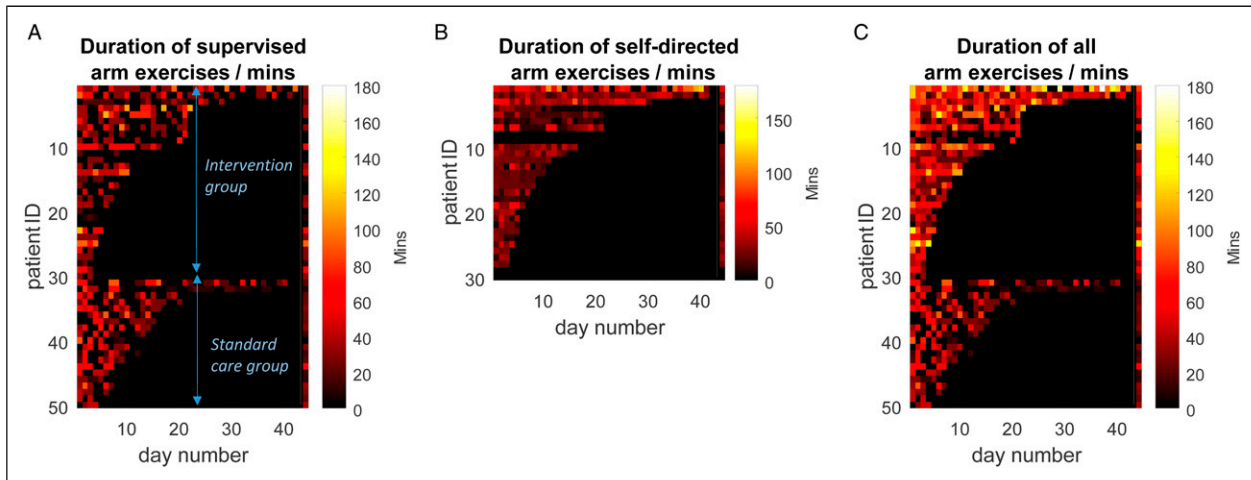 A
Duration of supervised
arm exercises / mins
patient ID
10
20
30
40
50
10
20
30
40
day number
Intervention
group
Standard
care group
180
160
140
120
100
80
60
40
20
0
Mins
B
Duration of self-directed
arm exercises / mins
patient ID
10
20
30
10
20
30
40
day number
150
100
50
0
Mins
C
Duration of all
arm exercises / mins
patient ID
10
20
30
40
50
10
20
30
40
day number
180
160
140
120
100
80
60
40
20
0
Mins